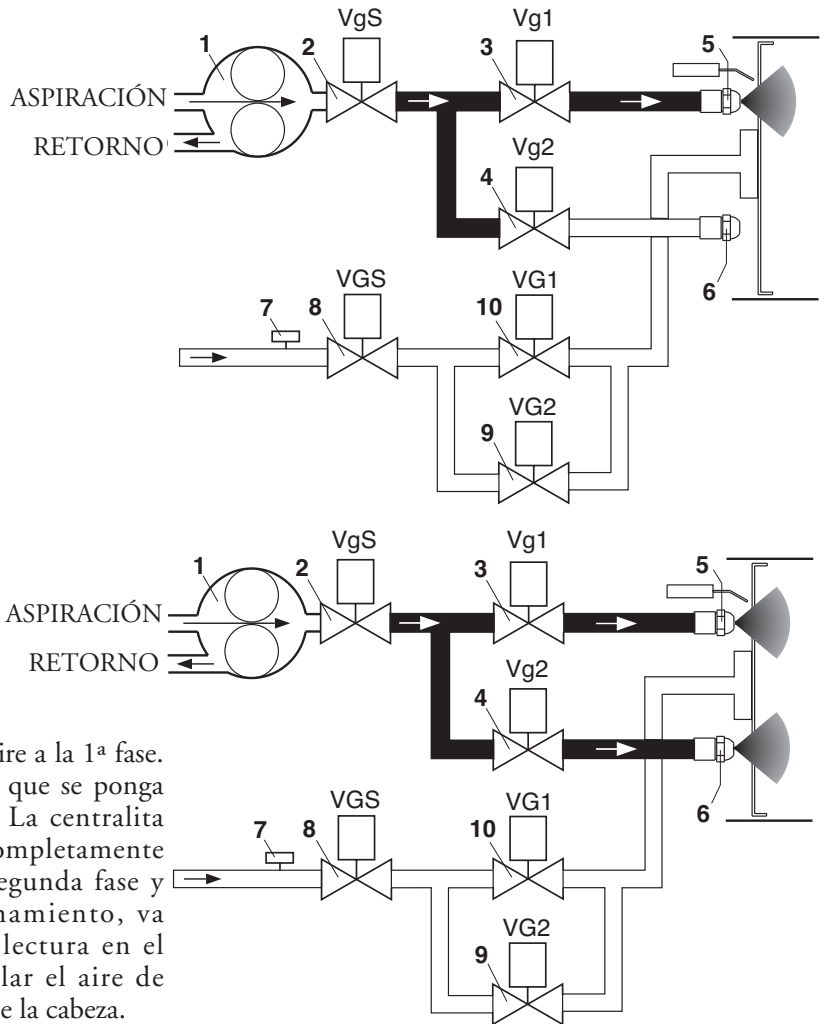 VgS Vg1
1 2 3 5
ASPIRACIÓN
RETORNO
Vg2
4
6
VGS VG1
7 8 10
VG2
9
VgS Vg1
1 2 3 5
ASPIRACIÓN
RETORNO
Vg2
4
6
ire a la 1ª fase.
que se ponga
La centralita
ompletamente
egunda fase y
namiento, va
lectura en el
lar el aire de
e la cabeza.
VGS VG1
7 8 10
VG2
9